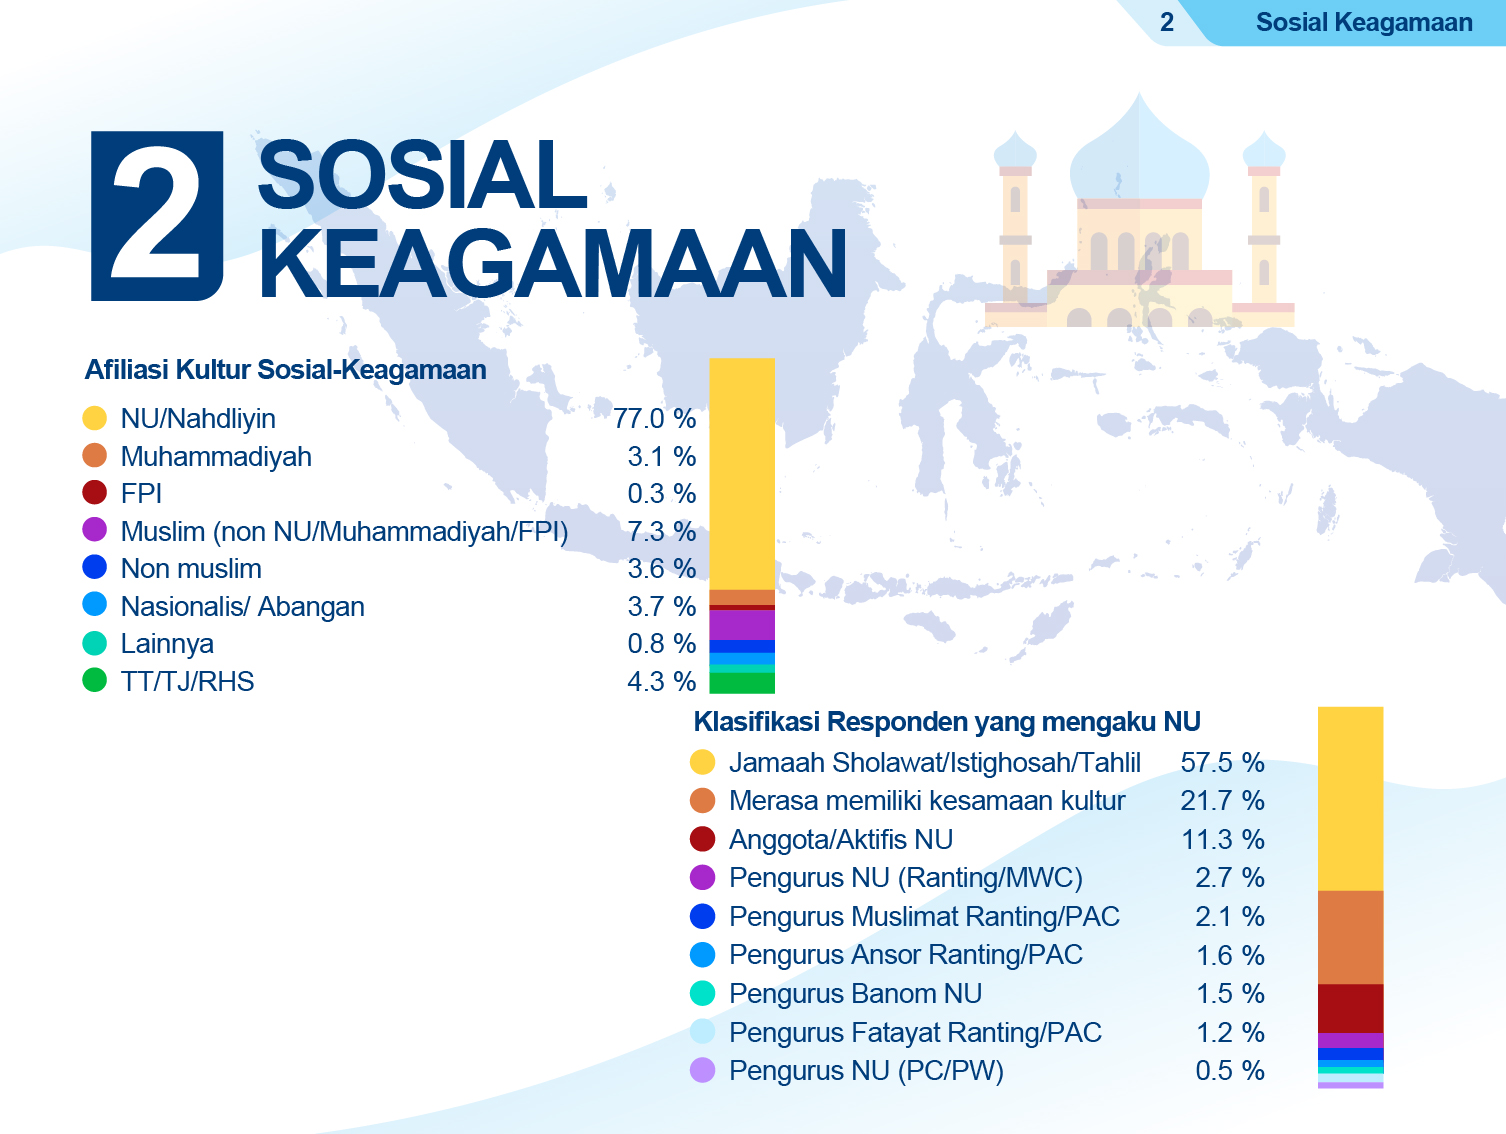 2 Sosial Keagamaan
2 SOSIAL
KEAGAMAAN
Afiliasi Kultur Sosial-Keagamaan
NU/Nahdliyin 77.0 %
Muhammadiyah 3.1 %
FPI 0.3 %
Muslim (non NU/Muhammadiyah/FPI) 7.3 %
Non muslim 3.6 %
Nasionalis/ Abangan 3.7 %
Lainnya 0.8 %
TT/TJ/RHS 4.3 %
Klasifikasi Responden yang mengaku NU
Jamaah Sholawat/Istighosah/Tahlil 57.5 %
Merasa memiliki kesamaan kultur 21.7 %
Anggota/Aktifis NU 11.3 %
Pengurus NU (Ranting/MWC) 2.7 %
Pengurus Muslimat Ranting/PAC 2.1 %
Pengurus Ansor Ranting/PAC 1.6 %
Pengurus Banom NU 1.5 %
Pengurus Fatayat Ranting/PAC 1.2 %
Pengurus NU (PC/PW) 0.5 %